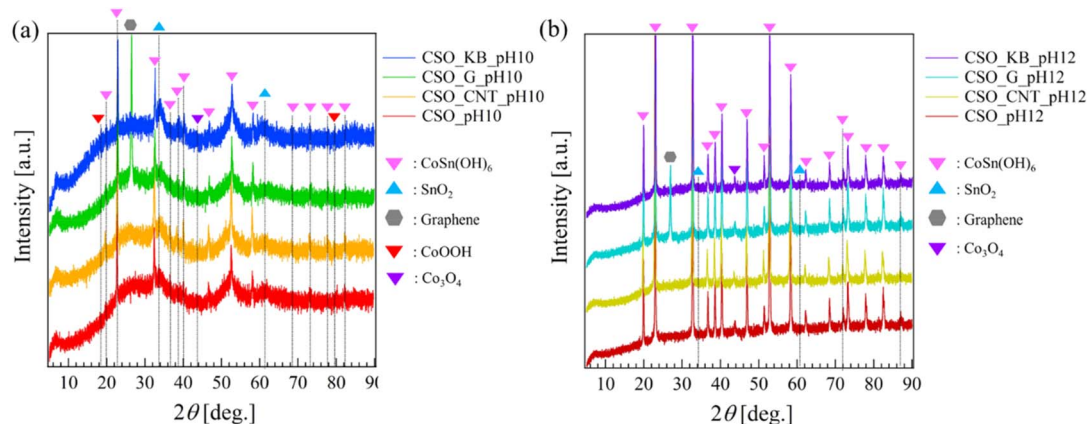 (a)
CSO_KB_pH10
CSO_G_pH10
CSO_CNT_pH10
CSO_pH10
: CoSn(OH)₆
: SnO₂
: Graphene
: CoOOH
: Co₃O₄
Intensity [a.u.]
10 20 30 40 50 60 70 80 90
2θ [deg.]
(b)
CSO_KB_pH12
CSO_G_pH12
CSO_CNT_pH12
CSO_pH12
: CoSn(OH)₆
: SnO₂
: Graphene
: Co₃O₄
Intensity [a.u.]
10 20 30 40 50 60 70 80 90
2θ [deg.]